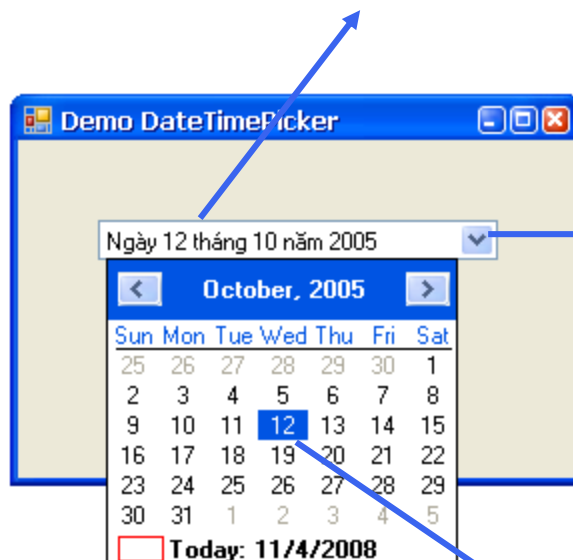 Demo DateTimePicker
Ngày 12 tháng 10 năm 2005
October, 2005
Sun Mon Tue Wed Thu Fri Sat
25 26 27 28 29 30 1
2 3 4 5 6 7 8
9 10 11 12 13 14 15
16 17 18 19 20 21 22
23 24 25 26 27 28 29
30 31 1 2 3 4 5
Today: 11/4/2008